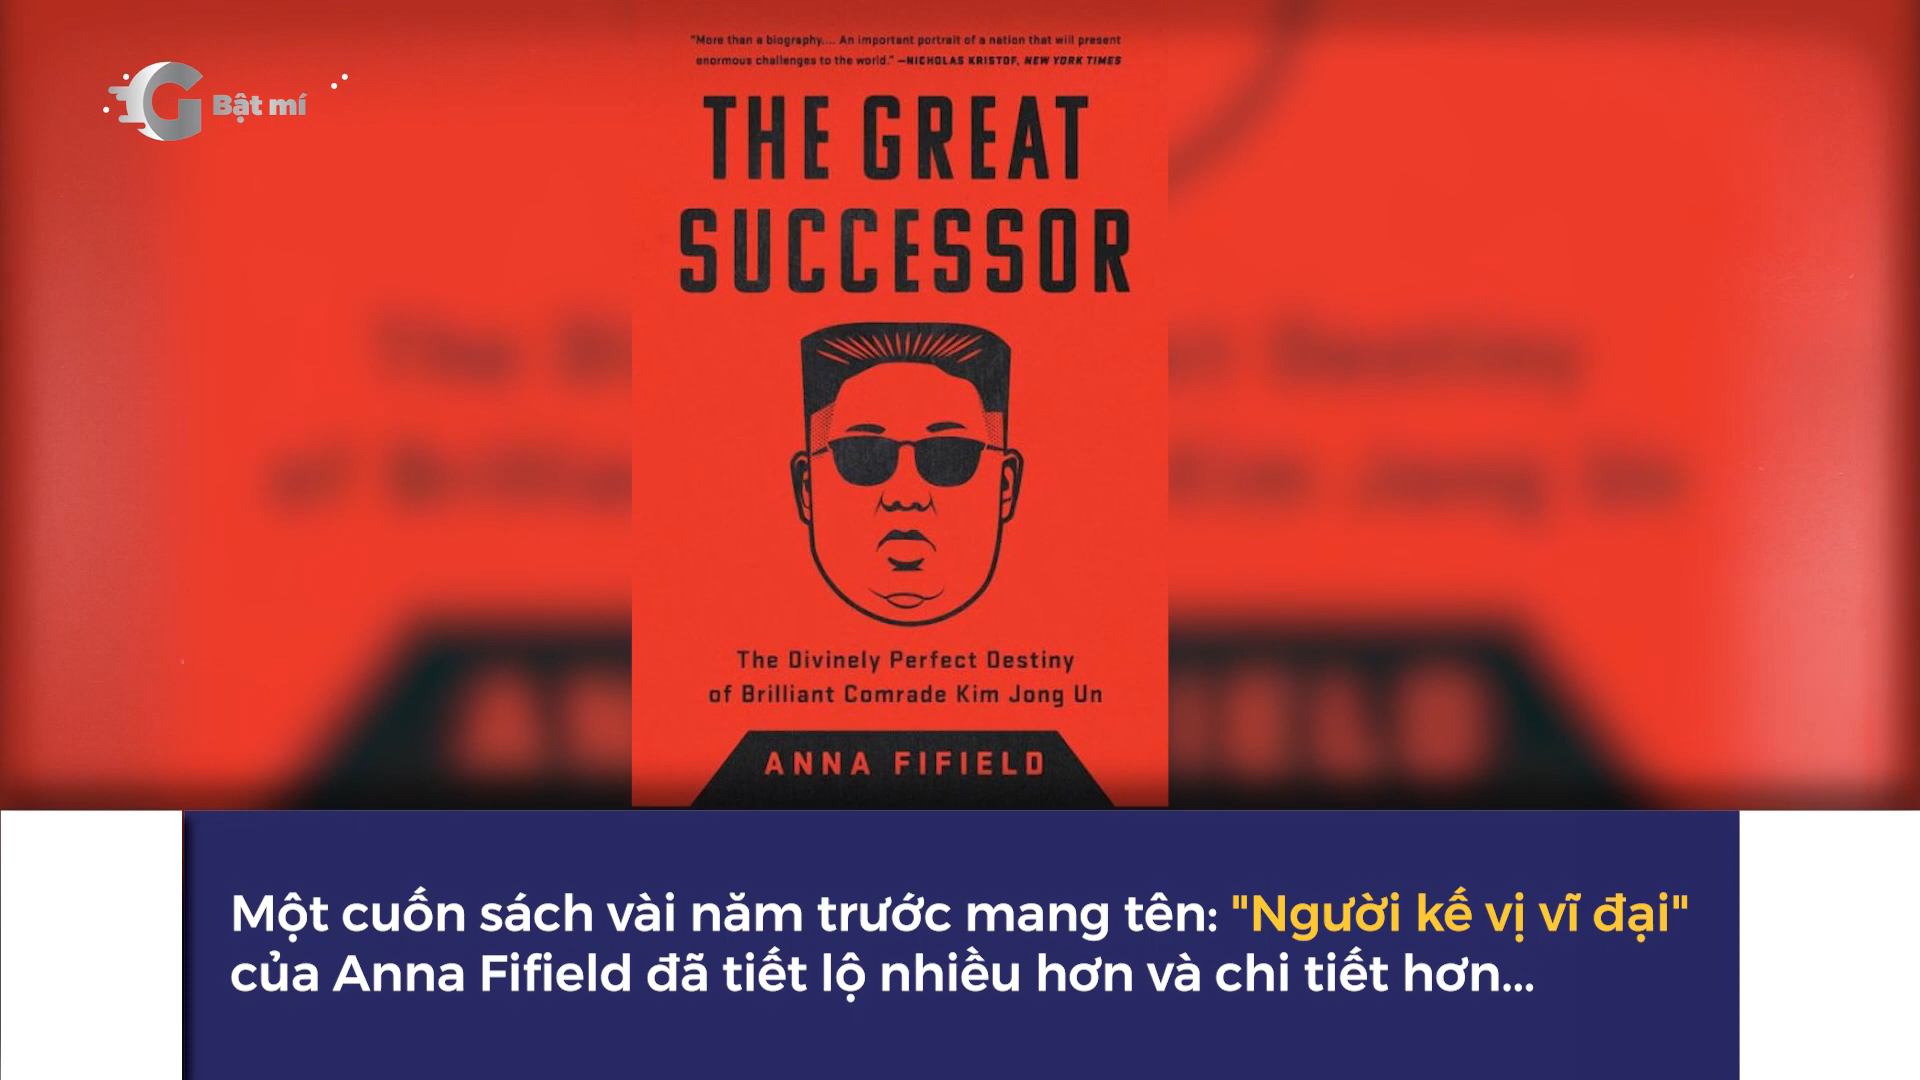 "More than a biography.... An important portrait of a nation that will present
enormous challenges to the world." —NICHOLAS KRISTOF, NEW YORK TIMES
G Bật mí
THE GREAT
SUCCESSOR
The Divinely Perfect Destiny
of Brilliant Comrade Kim Jong Un
ANNA FIFIELD
Một cuốn sách vài năm trước mang tên: "Người kế vị vĩ đại"
của Anna Fifield đã tiết lộ nhiều hơn và chi tiết hơn...